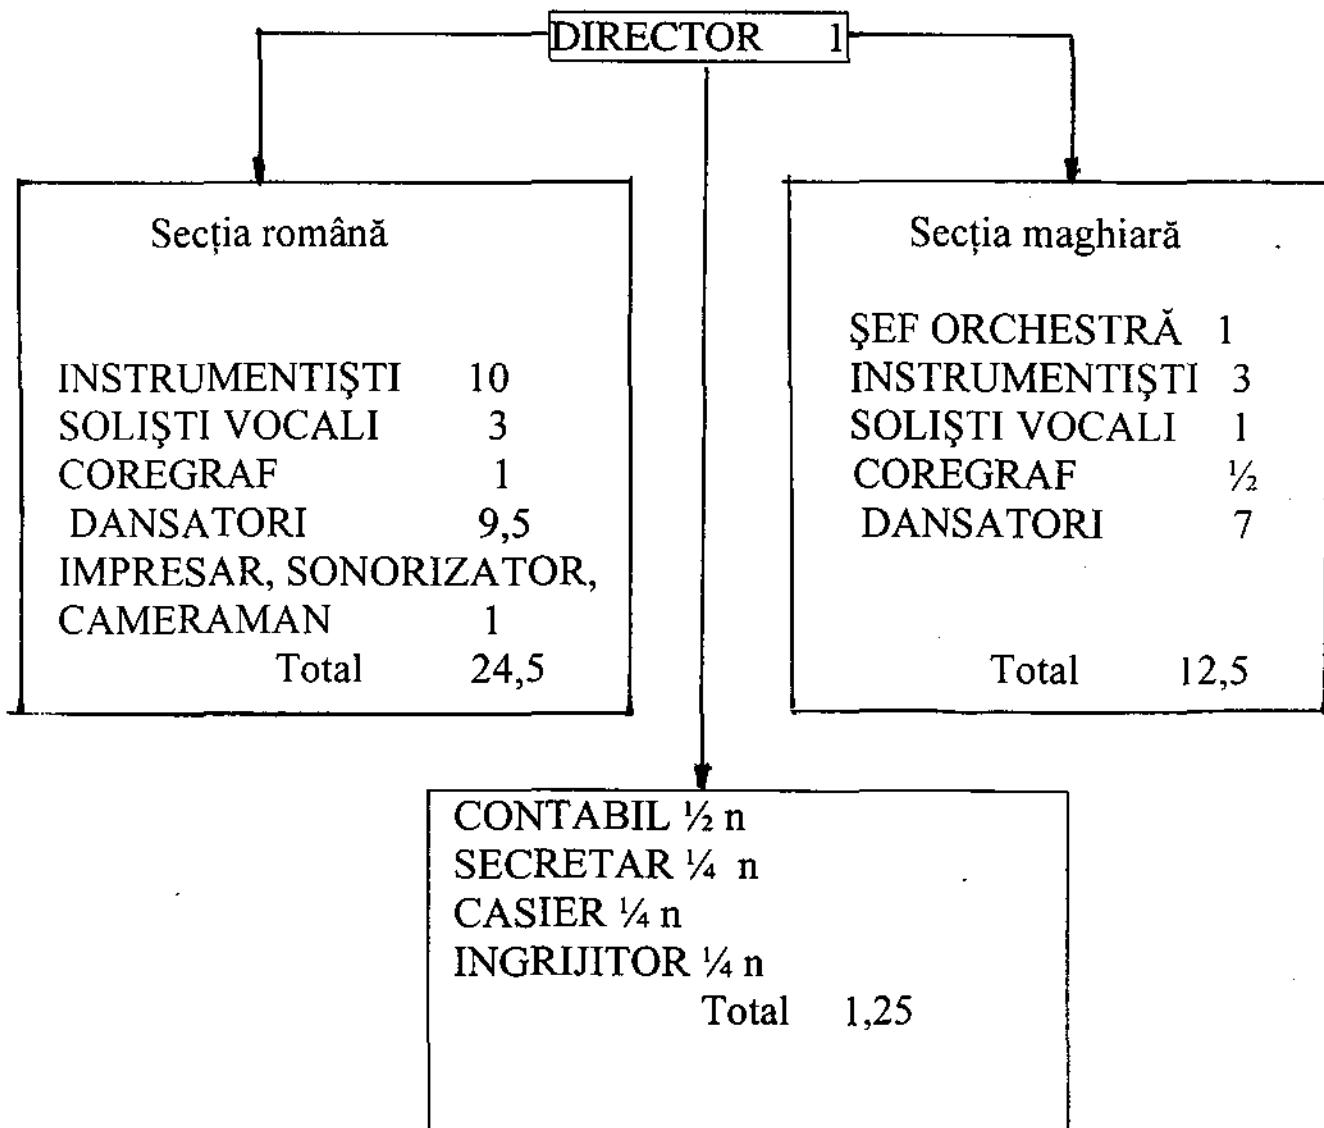 DIRECTOR 1
Secția română
INSTRUMENTIŞTI 10
SOLIŞTI VOCALI 3
COREGRAF 1
DANSATORI 9,5
IMPRESAR, SONORIZATOR,
CAMERAMAN 1
Total 24,5
Secția maghiară
ŞEF ORCHESTRĂ 1
INSTRUMENTIŞTI 3
SOLIŞTI VOCALI 1
COREGRAF ½
DANSATORI 7
Total 12,5
CONTABIL ½ n
SECRETAR ¼ n
CASIER ¼ n
INGRIJITOR ¼ n
Total 1,25